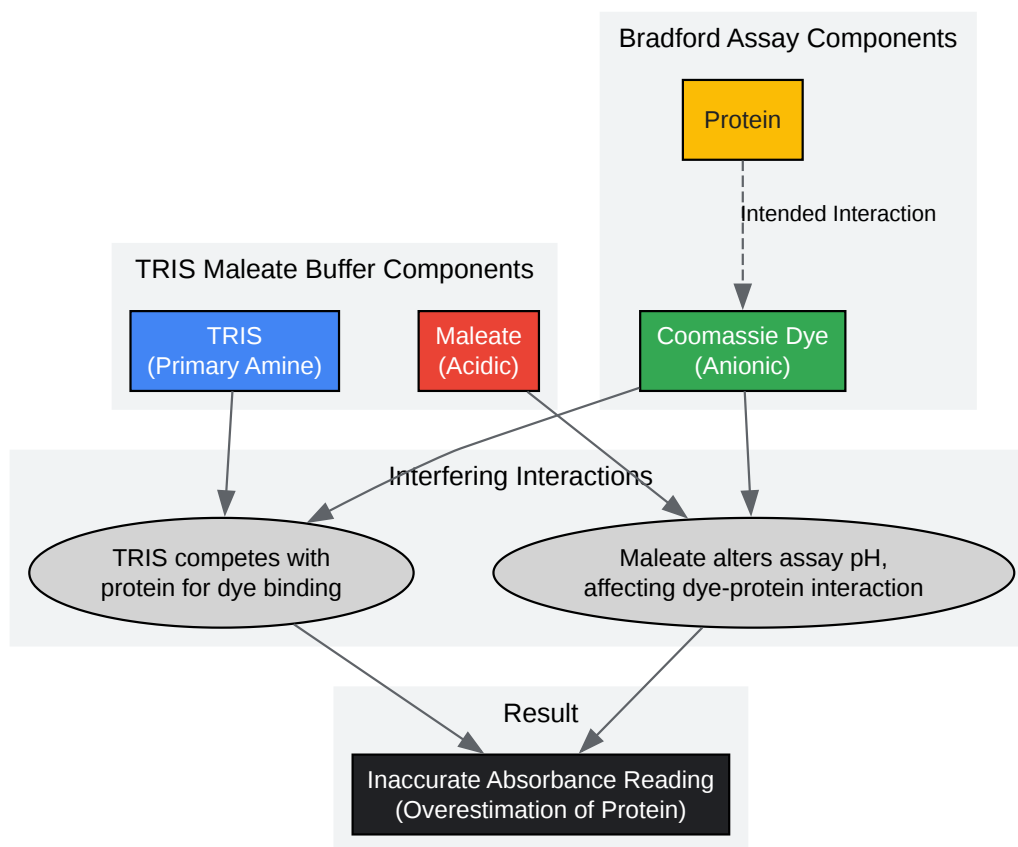 Bradford Assay Components
Protein
Intended Interaction
TRIS Maleate Buffer Components
TRIS
(Primary Amine)
Maleate
(Acidic)
Coomassie Dye
(Anionic)
Interfering Interactions
TRIS competes with
protein for dye binding
Maleate alters assay pH,
affecting dye-protein interaction
Result
Inaccurate Absorbance Reading
(Overestimation of Protein)